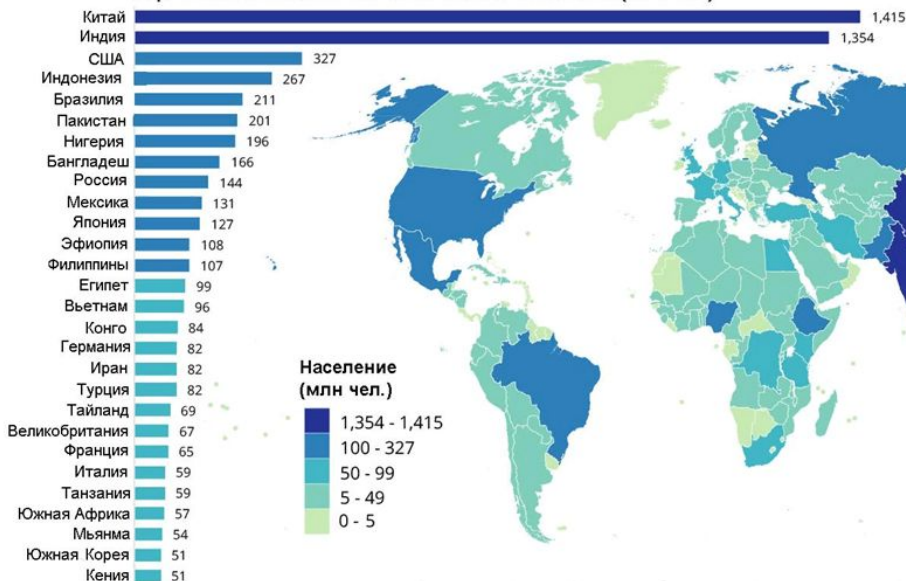 Китай 1,415
Индия 1,354
США 327
Индонезия 267
Бразилия 211
Пакистан 201
Нигерия 196
Бангладеш 166
Россия 144
Мексика 131
Япония 127
Эфиопия 108
Филиппины 107
Египет 99
Вьетнам 96
Конго 84
Германия 82
Иран 82
Турция 82
Тайланд 69
Великобритания 67
Франция 65
Италия 59
Танзания 59
Южная Африка 57
Мьянма 54
Южная Корея 51
Кения 51
Население
(млн чел.)
1,354 - 1,415
100 - 327
50 - 99
5 - 49
0 - 5